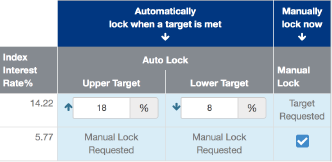 Automatically
lock when a target is met
Manually
lock now
Index
Interest
Rate%
Auto Lock
Upper Target
Lower Target
Manual
Lock
14.22
18 %
8 %
Target
Requested
5.77
Manual Lock
Requested
Manual Lock
Requested